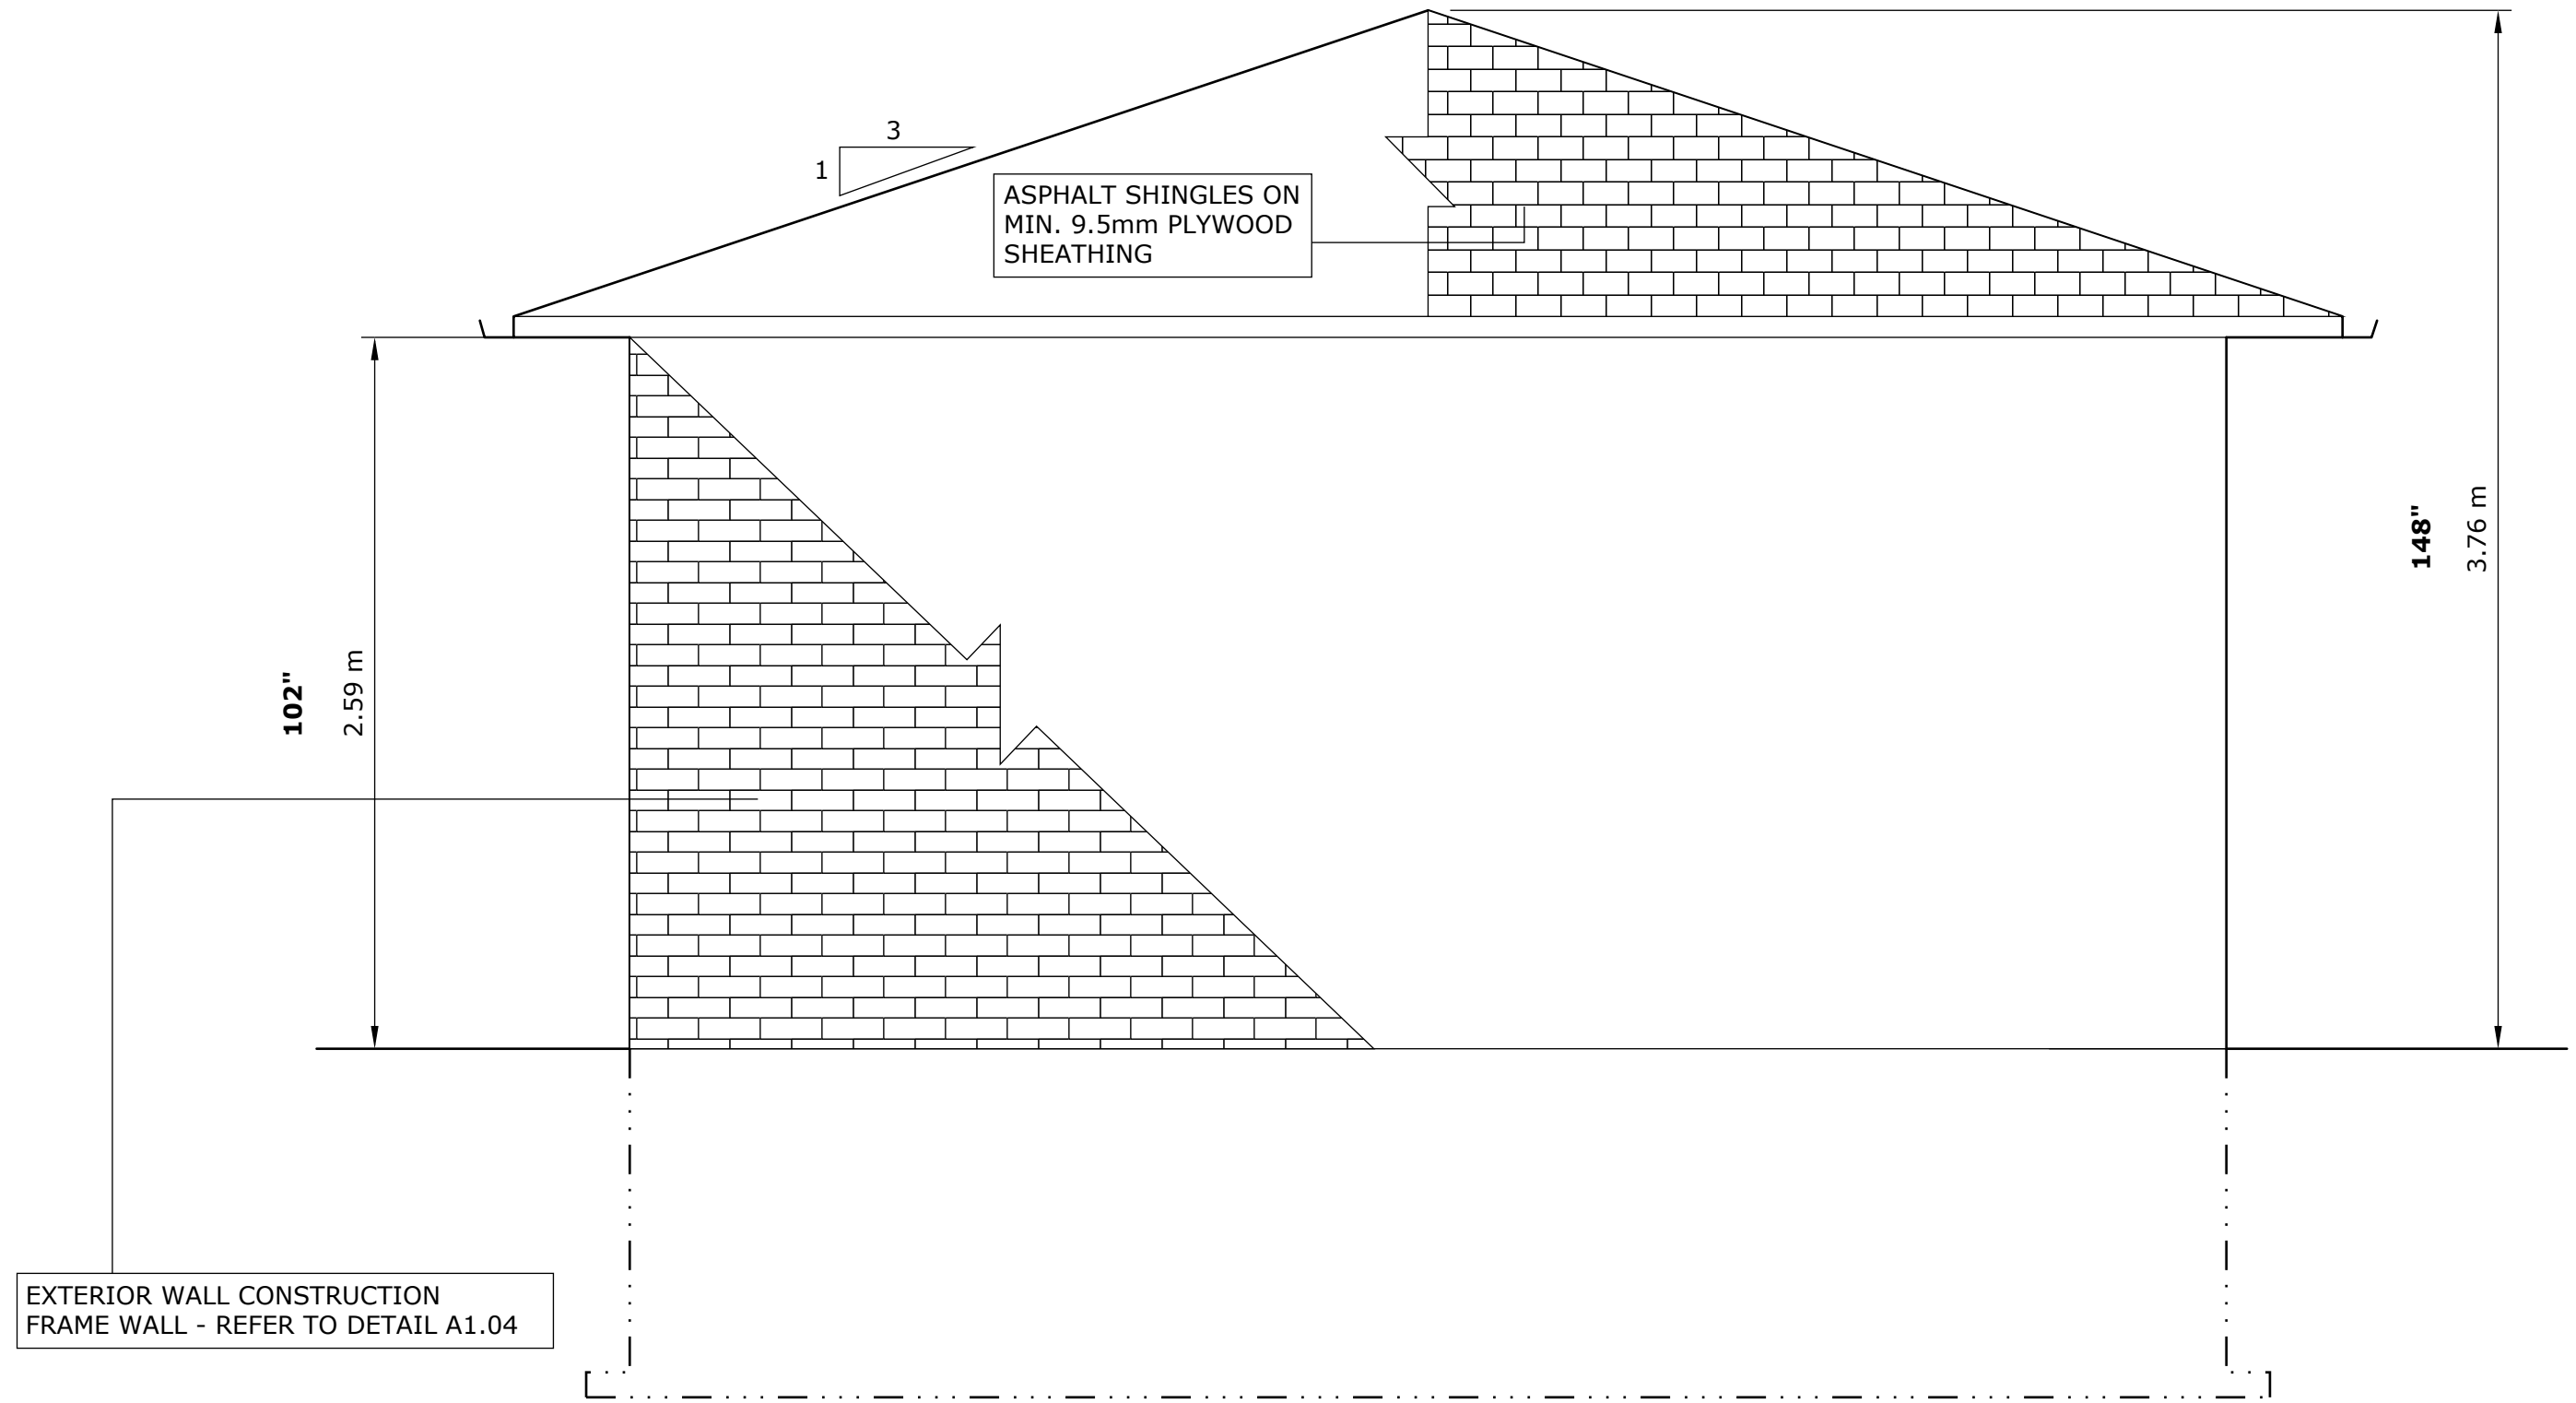 3
1
ASPHALT SHINGLES ON
MIN. 9.5mm PLYWOOD
SHEATHING
148"
3.76 m
102"
2.59 m
EXTERIOR WALL CONSTRUCTION
FRAME WALL - REFER TO DETAIL A1.04